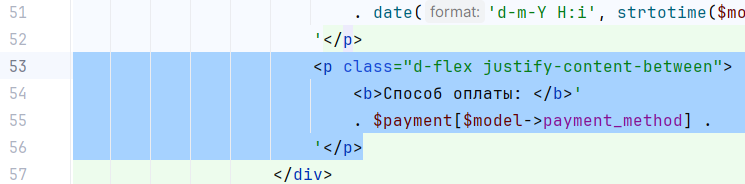 51 . date( format: 'd-m-Y H:i', strtotime($mo
52 '</p>
53 <p class="d-flex justify-content-between">
54 <b>Способ оплаты: </b>'
55 . $payment[$model->payment_method] .
56 '</p>
57 </div>